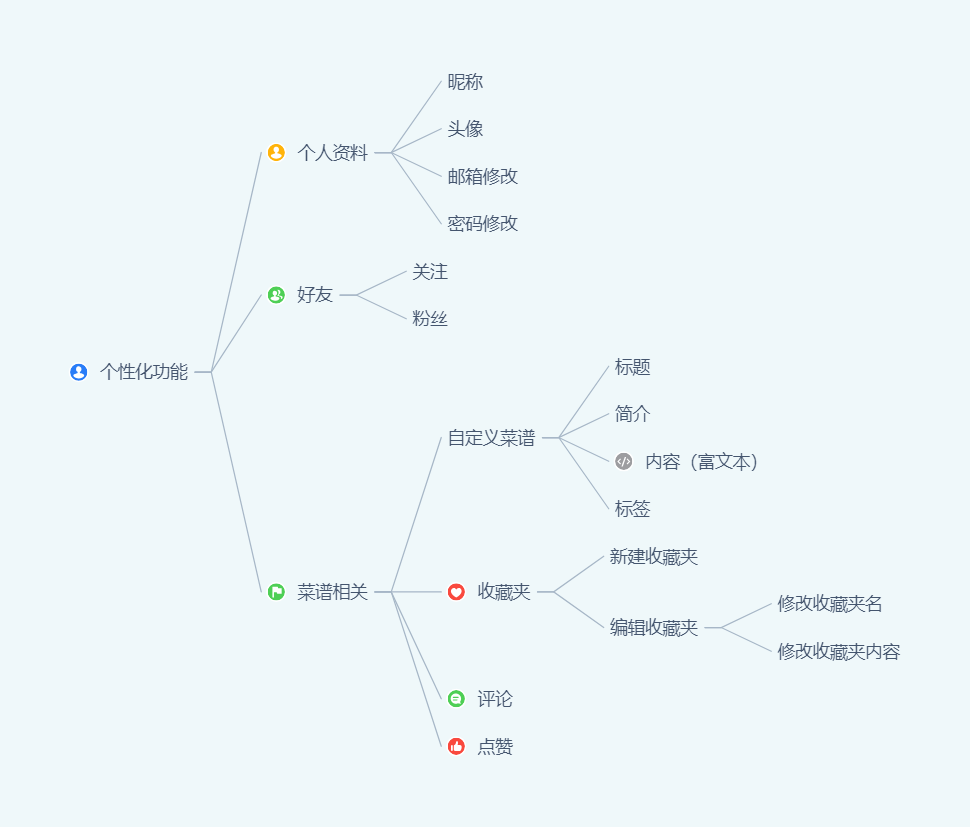 个性化功能
个人资料
昵称
头像
邮箱修改
密码修改
好友
关注
粉丝
菜谱相关
自定义菜谱
标题
简介
内容（富文本）
标签
收藏夹
新建收藏夹
编辑收藏夹
修改收藏夹名
修改收藏夹内容
评论
点赞